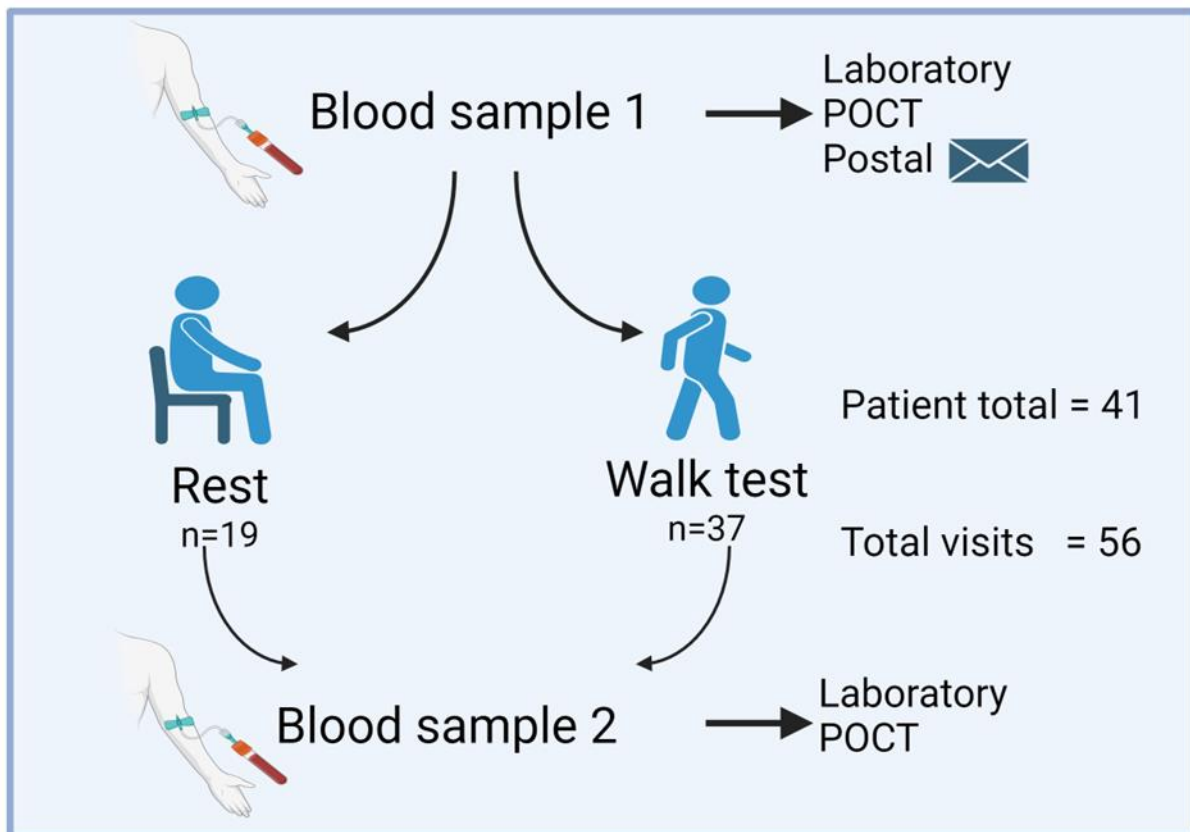 Blood sample 1
Laboratory
POCT
Postal
Rest
n=19
Walk test
n=37
Patient total = 41
Total visits = 56
Blood sample 2
Laboratory
POCT